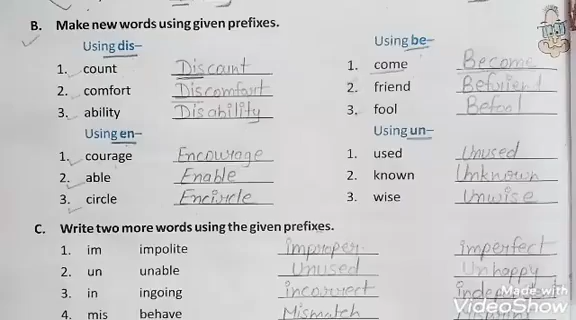 B. Make new words using given prefixes.
Using dis–
1. count Discount
2. comfort Discomfort
3. ability Disability
Using en–
1. courage Encourage
2. able Enable
3. circle Encircle
Using be–
1. come Become
2. friend Befriend
3. fool Befool
Using un–
1. used Unused
2. known Unknown
3. wise Unwise
C. Write two more words using the given prefixes.
1. im impolite improper imperfect
2. un unable Unused Unhappy
3. in ingoing incorrect independent
4. mis behave Mismatch
Made with
VideoShow